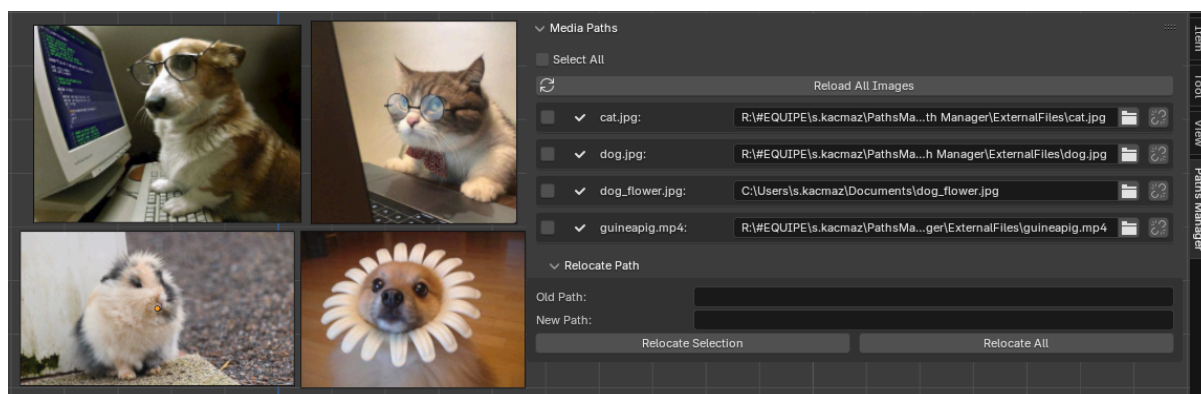 Media Paths
Select All
Reload All Images
cat.jpg: R:\#EQUIPE\s.kacmaz\PathsMa...th Manager\ExternalFiles\cat.jpg
dog.jpg: R:\#EQUIPE\s.kacmaz\PathsMa...h Manager\ExternalFiles\dog.jpg
dog_flower.jpg: C:\Users\s.kacmaz\Documents\dog_flower.jpg
guineapig.mp4: R:\#EQUIPE\s.kacmaz\PathsMa...ger\ExternalFiles\guineapig.mp4
Relocate Path
Old Path:
New Path:
Relocate Selection Relocate All
Item
Tool
View
Paths Manager